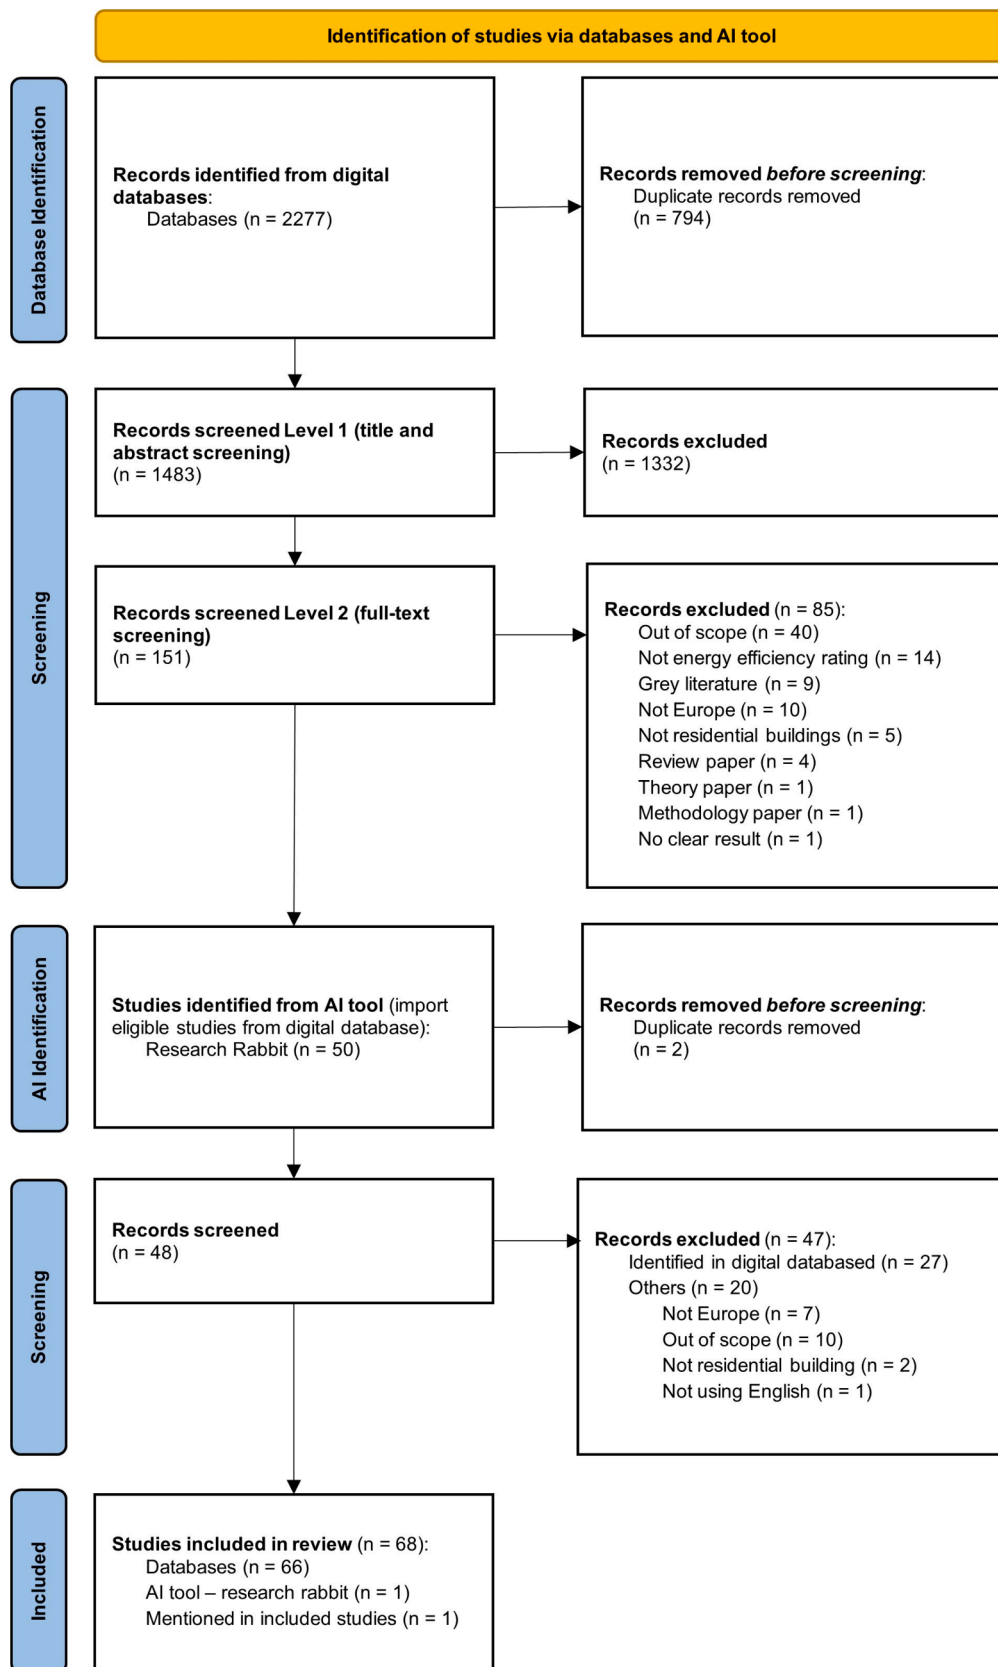 Identification of studies via databases and AI tool
Database Identification
Records identified from digital
databases:
Databases (n = 2277)
Records removed before screening:
Duplicate records removed
(n = 794)
Screening
Records screened Level 1 (title and
abstract screening)
(n = 1483)
Records excluded
(n = 1332)
Records screened Level 2 (full-text
screening)
(n = 151)
Records excluded (n = 85):
Out of scope (n = 40)
Not energy efficiency rating (n = 14)
Grey literature (n = 9)
Not Europe (n = 10)
Not residential buildings (n = 5)
Review paper (n = 4)
Theory paper (n = 1)
Methodology paper (n = 1)
No clear result (n = 1)
AI Identification
Studies identified from AI tool (import
eligible studies from digital database):
Research Rabbit (n = 50)
Records removed before screening:
Duplicate records removed
(n = 2)
Screening
Records screened
(n = 48)
Records excluded (n = 47):
Identified in digital databased (n = 27)
Others (n = 20)
Not Europe (n = 7)
Out of scope (n = 10)
Not residential building (n = 2)
Not using English (n = 1)
Included
Studies included in review (n = 68):
Databases (n = 66)
AI tool – research rabbit (n = 1)
Mentioned in included studies (n = 1)